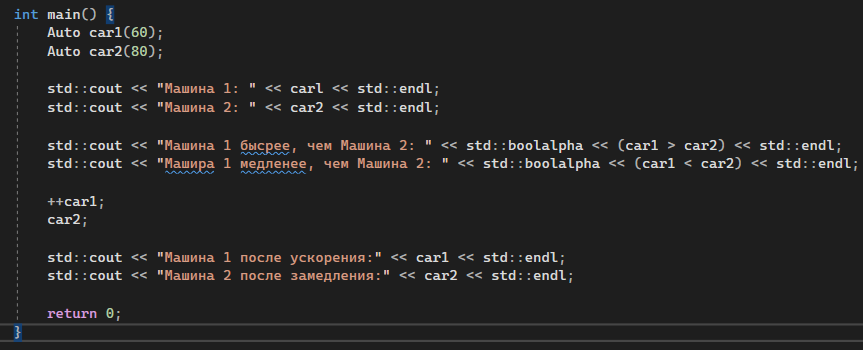 int main() {
Auto car1(60);
Auto car2(80);
std::cout << "Машина 1: " << carl << std::endl;
std::cout << "Машина 2: " << car2 << std::endl;
std::cout << "Машина 1 бысрее, чем Машина 2: " << std::boolalpha << (car1 > car2) << std::endl;
std::cout << "Машира 1 медленее, чем Машина 2: " << std::boolalpha << (car1 < car2) << std::endl;
++car1;
car2;
std::cout << "Машина 1 после ускорения:" << car1 << std::endl;
std::cout << "Машина 2 после замедления:" << car2 << std::endl;
return 0;
}